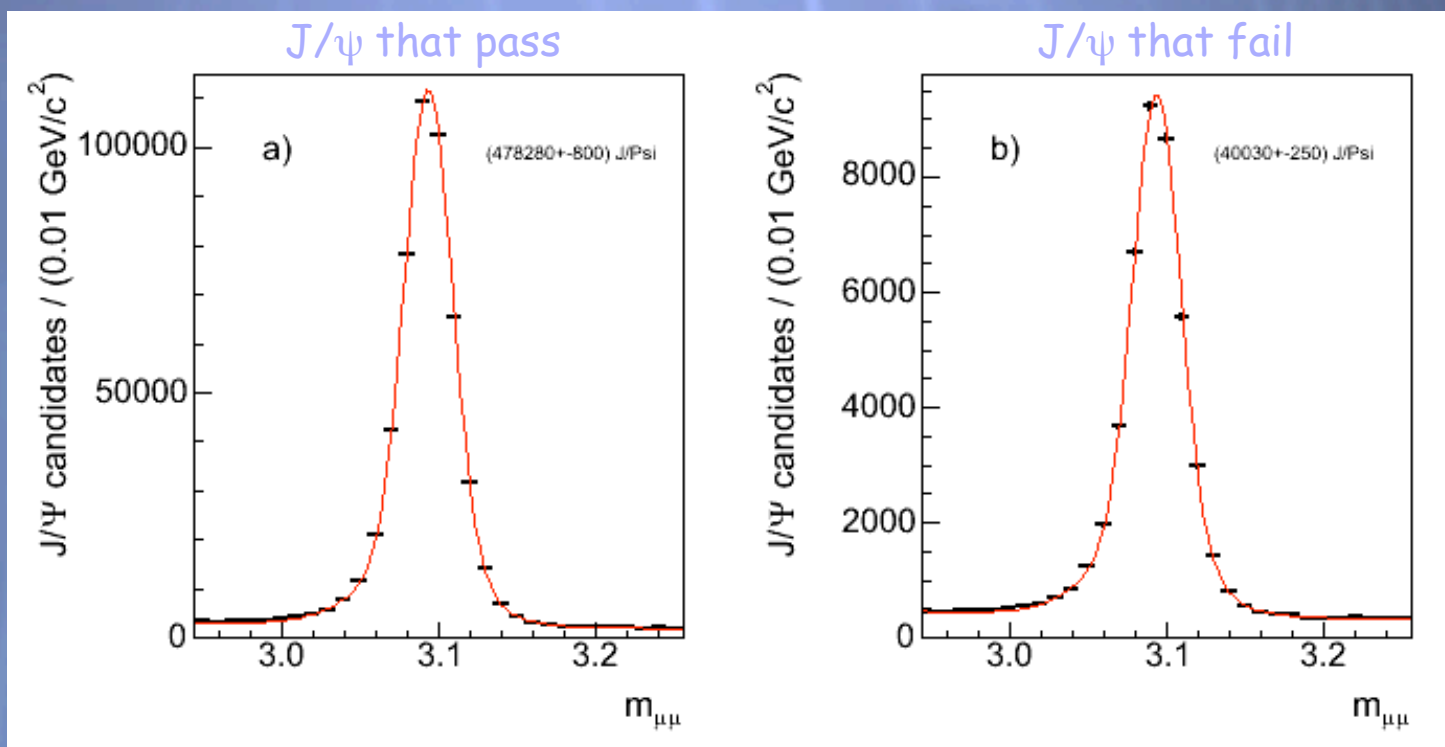 J/ψ that pass
J/Ψ candidates / (0.01 GeV/c²)
100000
50000
0
a)
(478280+-800) J/Psi
3.0 3.1 3.2
mμμ
J/ψ that fail
J/Ψ candidates / (0.01 GeV/c²)
8000
6000
4000
2000
0
b)
(40030+-250) J/Psi
3.0 3.1 3.2
mμμ